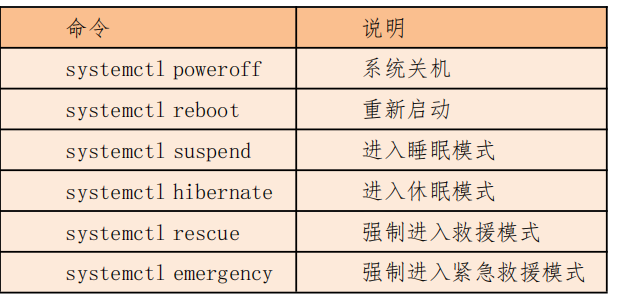 命令 说明
systemctl poweroff 系统关机
systemctl reboot 重新启动
systemctl suspend 进入睡眠模式
systemctl hibernate 进入休眠模式
systemctl rescue 强制进入救援模式
systemctl emergency 强制进入紧急救援模式